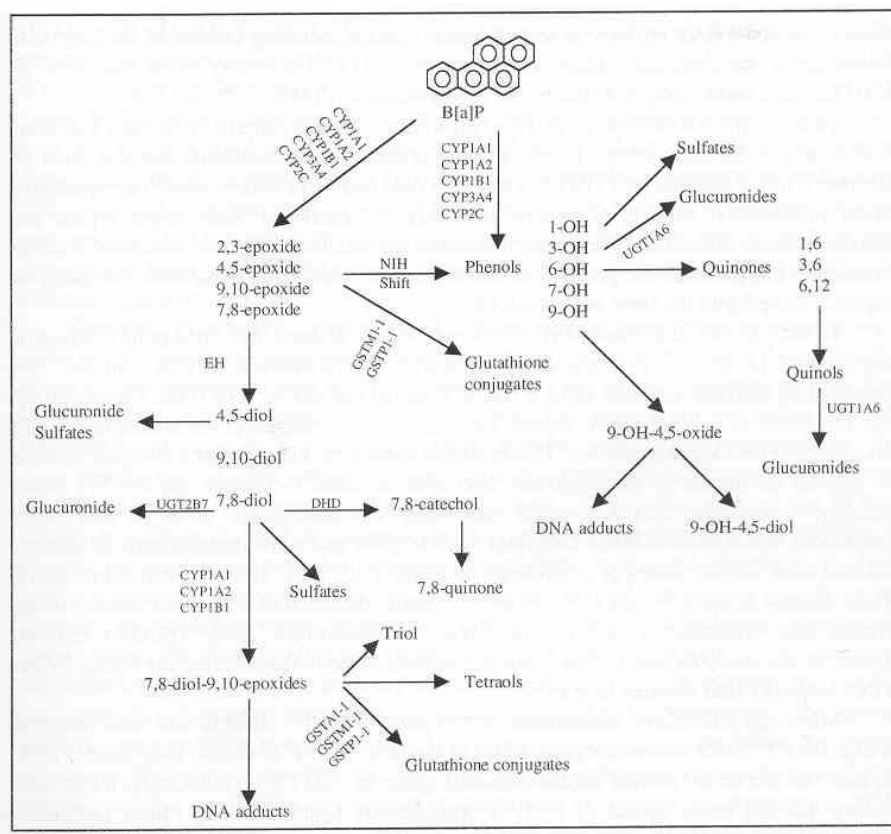 B[a]P
CYP1A1
CYP1A2
CYP1B1
CYP3A4
CYP2C
CYP1A1
CYP1A2
CYP1B1
CYP3A4
CYP2C
2,3-epoxide
4,5-epoxide
9,10-epoxide
7,8-epoxide
NIH
Shift
Phenols
1-OH
3-OH
6-OH
7-OH
9-OH
Sulfates
Glucuronides
UGT1A6
Quinones
1,6
3,6
6,12
GSTM1-1
GSTP1-1
Glutathione
conjugates
Quinols
UGT1A6
Glucuronides
EH
Glucuronide
Sulfates
4,5-diol
9,10-diol
7,8-diol
9-OH-4,5-oxide
DNA adducts
9-OH-4,5-diol
Glucuronide
UGT2B7
DHD
7,8-catechol
7,8-quinone
CYP1A1
CYP1A2
CYP1B1
Sulfates
7,8-diol-9,10-epoxides
Triol
Tetraols
GSTA1-1
GSTM1-1
GSTP1-1
Glutathione conjugates
DNA adducts